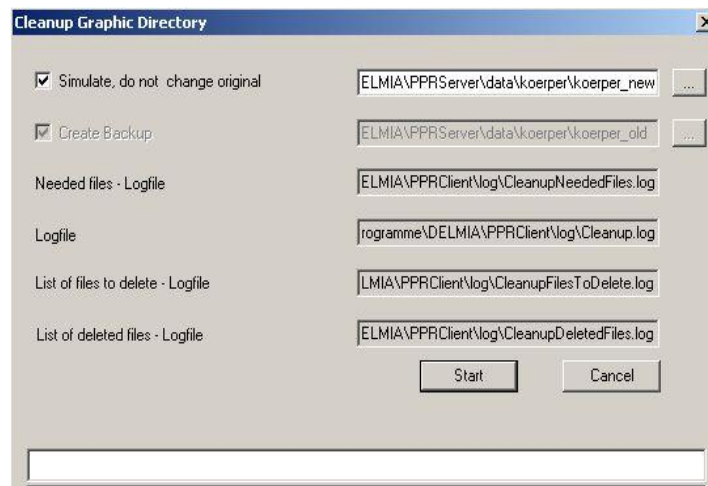 Cleanup Graphic Directory
Simulate, do not change original
ELMIA\PPRServer\data\koerper\koerper_new
...
Create Backup
ELMIA\PPRServer\data\koerper\koerper_old
...
Needed files - Logfile
ELMIA\PPRClient\log\CleanupNeededFiles.log
Logfile
rogramme\DELMIA\PPRClient\log\Cleanup.log
List of files to delete - Logfile
LMIA\PPRClient\log\CleanupFilesToDelete.log
List of deleted files - Logfile
ELMIA\PPRClient\log\CleanupDeletedFiles.log
Start
Cancel